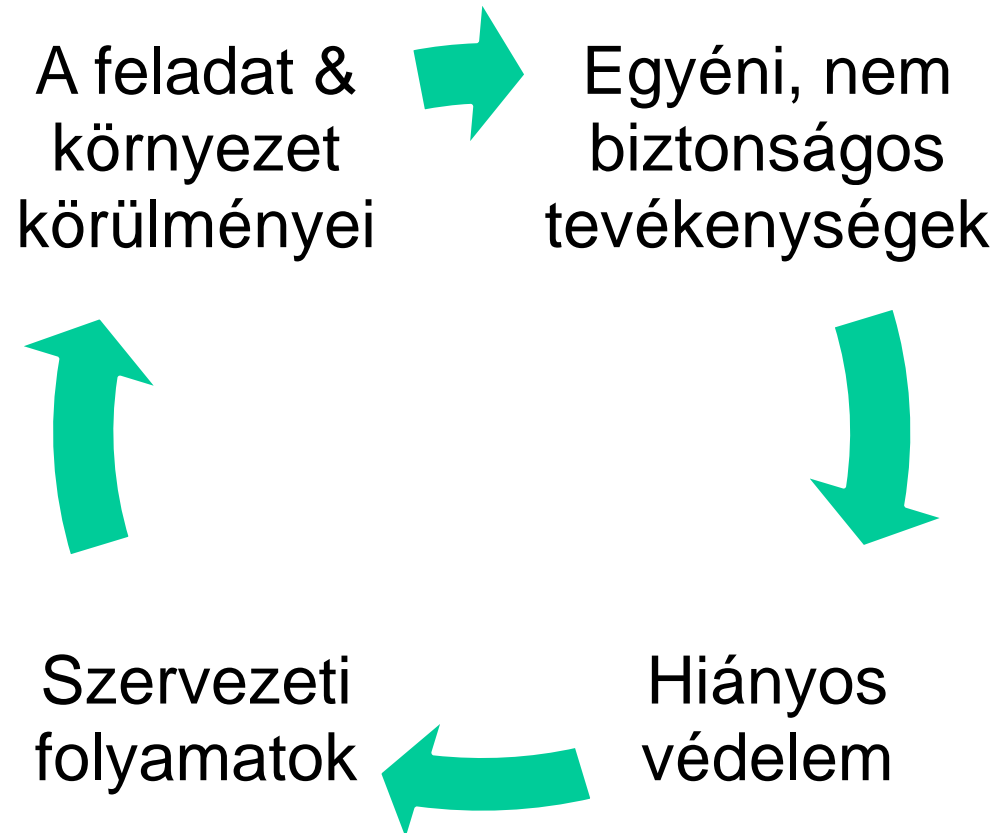 A feladat &
környezet
körülményei
Egyéni, nem
biztonságos
tevékenységek
Hiányos
védelem
Szervezeti
folyamatok